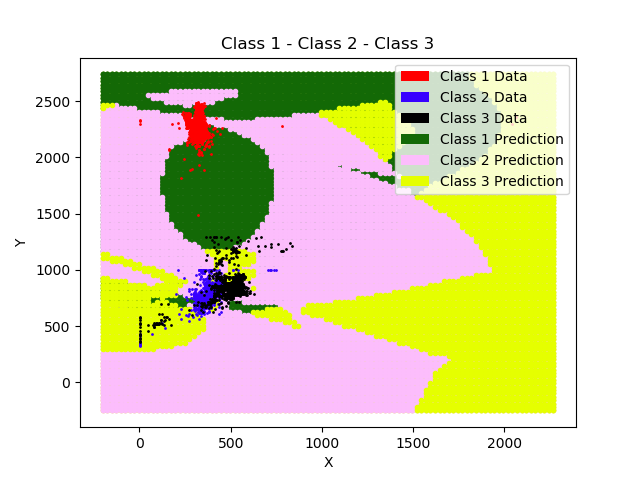 Class 1 - Class 2 - Class 3
Class 1 Data
Class 2 Data
Class 3 Data
Class 1 Prediction
Class 2 Prediction
Class 3 Prediction
2500
2000
1500
1000
500
0
Y
0 500 1000 1500 2000
X